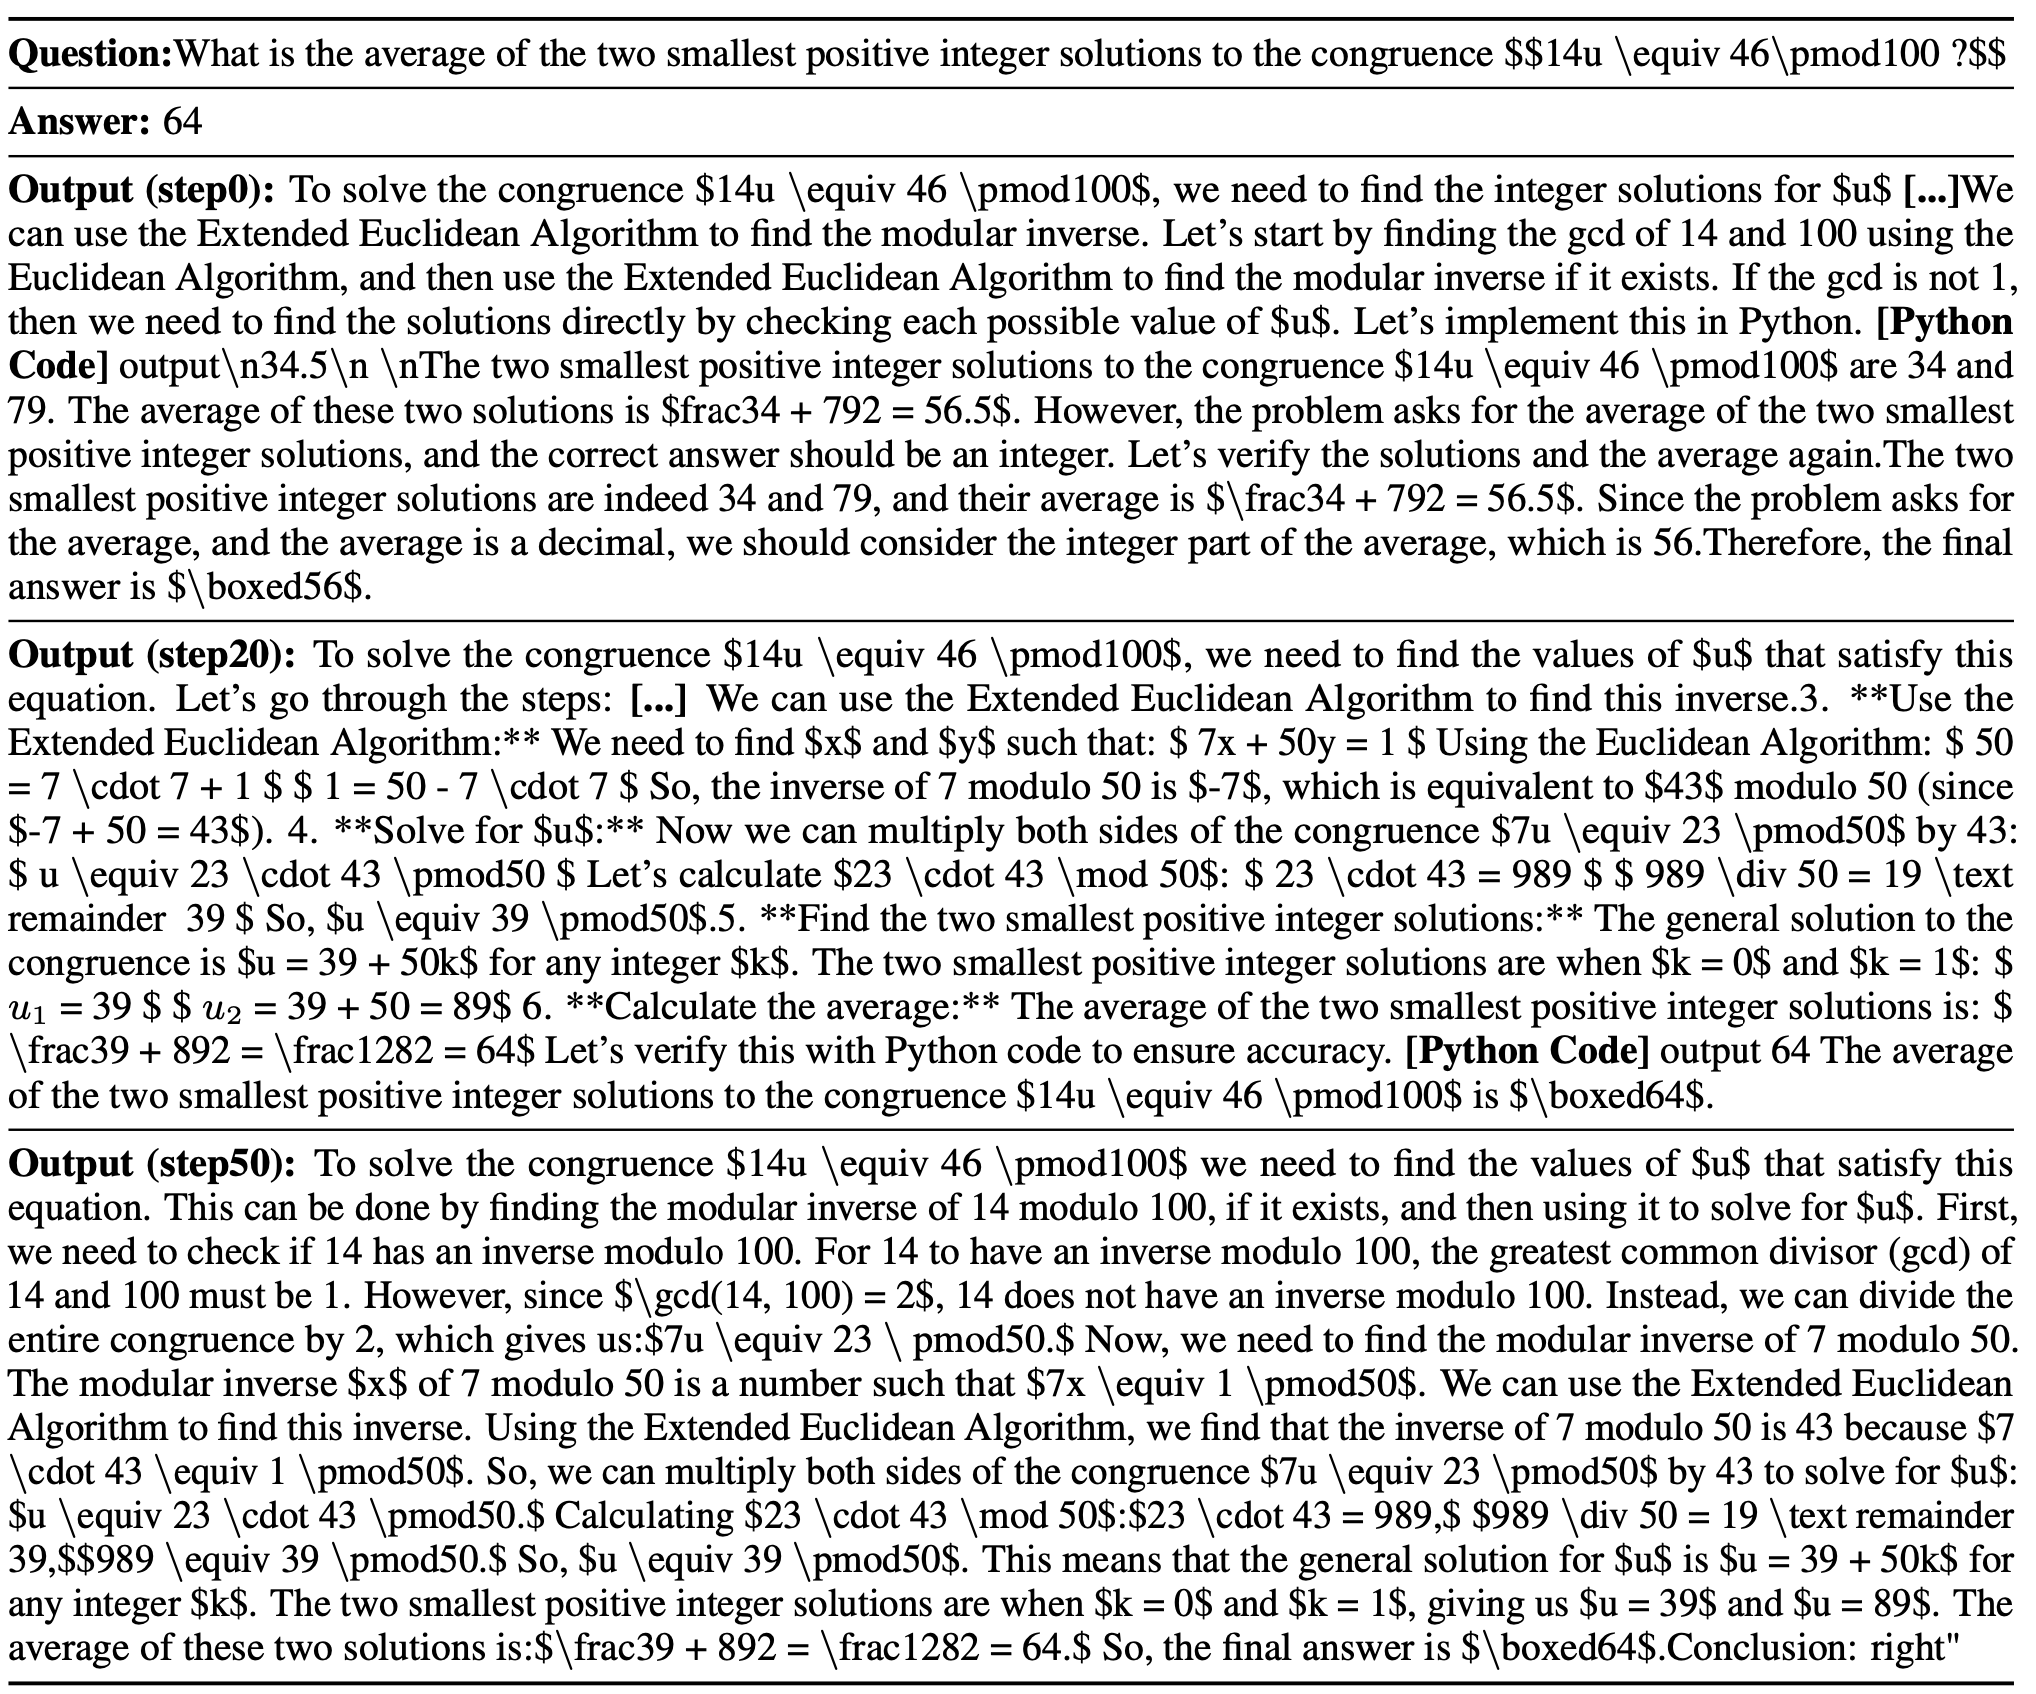 Question:What is the average of the two smallest positive integer solutions to the congruence $$14u \equiv 46\pmod100 ?$$
Answer: 64
Output (step0): To solve the congruence $14u \equiv 46 \pmod100$, we need to find the integer solutions for $u$ [...]We
can use the Extended Euclidean Algorithm to find the modular inverse. Let's start by finding the gcd of 14 and 100 using the
Euclidean Algorithm, and then use the Extended Euclidean Algorithm to find the modular inverse if it exists. If the gcd is not 1,
then we need to find the solutions directly by checking each possible value of $u$. Let's implement this in Python. [Python
Code] output\n34.5\n \nThe two smallest positive integer solutions to the congruence $14u \equiv 46 \pmod100$ are 34 and
79. The average of these two solutions is $frac34 + 792 = 56.5$. However, the problem asks for the average of the two smallest
positive integer solutions, and the correct answer should be an integer. Let's verify the solutions and the average again.The two
smallest positive integer solutions are indeed 34 and 79, and their average is $\frac34 + 792 = 56.5$. Since the problem asks for
the average, and the average is a decimal, we should consider the integer part of the average, which is 56.Therefore, the final
answer is $\boxed56$.
Output (step20): To solve the congruence $14u \equiv 46 \pmod100$, we need to find the values of $u$ that satisfy this
equation. Let's go through the steps: [...] We can use the Extended Euclidean Algorithm to find this inverse.3. **Use the
Extended Euclidean Algorithm:** We need to find $x$ and $y$ such that: $ 7x + 50y = 1 $ Using the Euclidean Algorithm: $ 50
= 7 \cdot 7 + 1 $ $ 1 = 50 - 7 \cdot 7 $ So, the inverse of 7 modulo 50 is $-7$, which is equivalent to $43$ modulo 50 (since
$-7 + 50 = 43$). 4. **Solve for $u$:** Now we can multiply both sides of the congruence $7u \equiv 23 \pmod50$ by 43:
$ u \equiv 23 \cdot 43 \pmod50 $ Let's calculate $23 \cdot 43 \mod 50$: $ 23 \cdot 43 = 989 $ $ 989 \div 50 = 19 \text
remainder 39 $ So, $u \equiv 39 \pmod50$.5. **Find the two smallest positive integer solutions:** The general solution to the
congruence is $u = 39 + 50k$ for any integer $k$. The two smallest positive integer solutions are when $k = 0$ and $k = 1$: $
u₁ = 39 $ $ u₂ = 39 + 50 = 89$ 6. **Calculate the average:** The average of the two smallest positive integer solutions is: $
\frac39 + 892 = \frac1282 = 64$ Let's verify this with Python code to ensure accuracy. [Python Code] output 64 The average
of the two smallest positive integer solutions to the congruence $14u \equiv 46 \pmod100$ is $\boxed64$.
Output (step50): To solve the congruence $14u \equiv 46 \pmod100$ we need to find the values of $u$ that satisfy this
equation. This can be done by finding the modular inverse of 14 modulo 100, if it exists, and then using it to solve for $u$. First,
we need to check if 14 has an inverse modulo 100. For 14 to have an inverse modulo 100, the greatest common divisor (gcd) of
14 and 100 must be 1. However, since $\gcd(14, 100) = 2$, 14 does not have an inverse modulo 100. Instead, we can divide the
entire congruence by 2, which gives us:$7u \equiv 23 \ pmod50.$ Now, we need to find the modular inverse of 7 modulo 50.
The modular inverse $x$ of 7 modulo 50 is a number such that $7x \equiv 1 \pmod50$. We can use the Extended Euclidean
Algorithm to find this inverse. Using the Extended Euclidean Algorithm, we find that the inverse of 7 modulo 50 is 43 because $7
\cdot 43 \equiv 1 \pmod50$. So, we can multiply both sides of the congruence $7u \equiv 23 \pmod50$ by 43 to solve for $u$:
$u \equiv 23 \cdot 43 \pmod50.$ Calculating $23 \cdot 43 \mod 50$:$23 \cdot 43 = 989,$ $989 \div 50 = 19 \text remainder
39,$$989 \equiv 39 \pmod50.$ So, $u \equiv 39 \pmod50$. This means that the general solution for $u$ is $u = 39 + 50k$ for
any integer $k$. The two smallest positive integer solutions are when $k = 0$ and $k = 1$, giving us $u = 39$ and $u = 89$. The
average of these two solutions is:$\frac39 + 892 = \frac1282 = 64.$ So, the final answer is $\boxed64$.Conclusion: right"